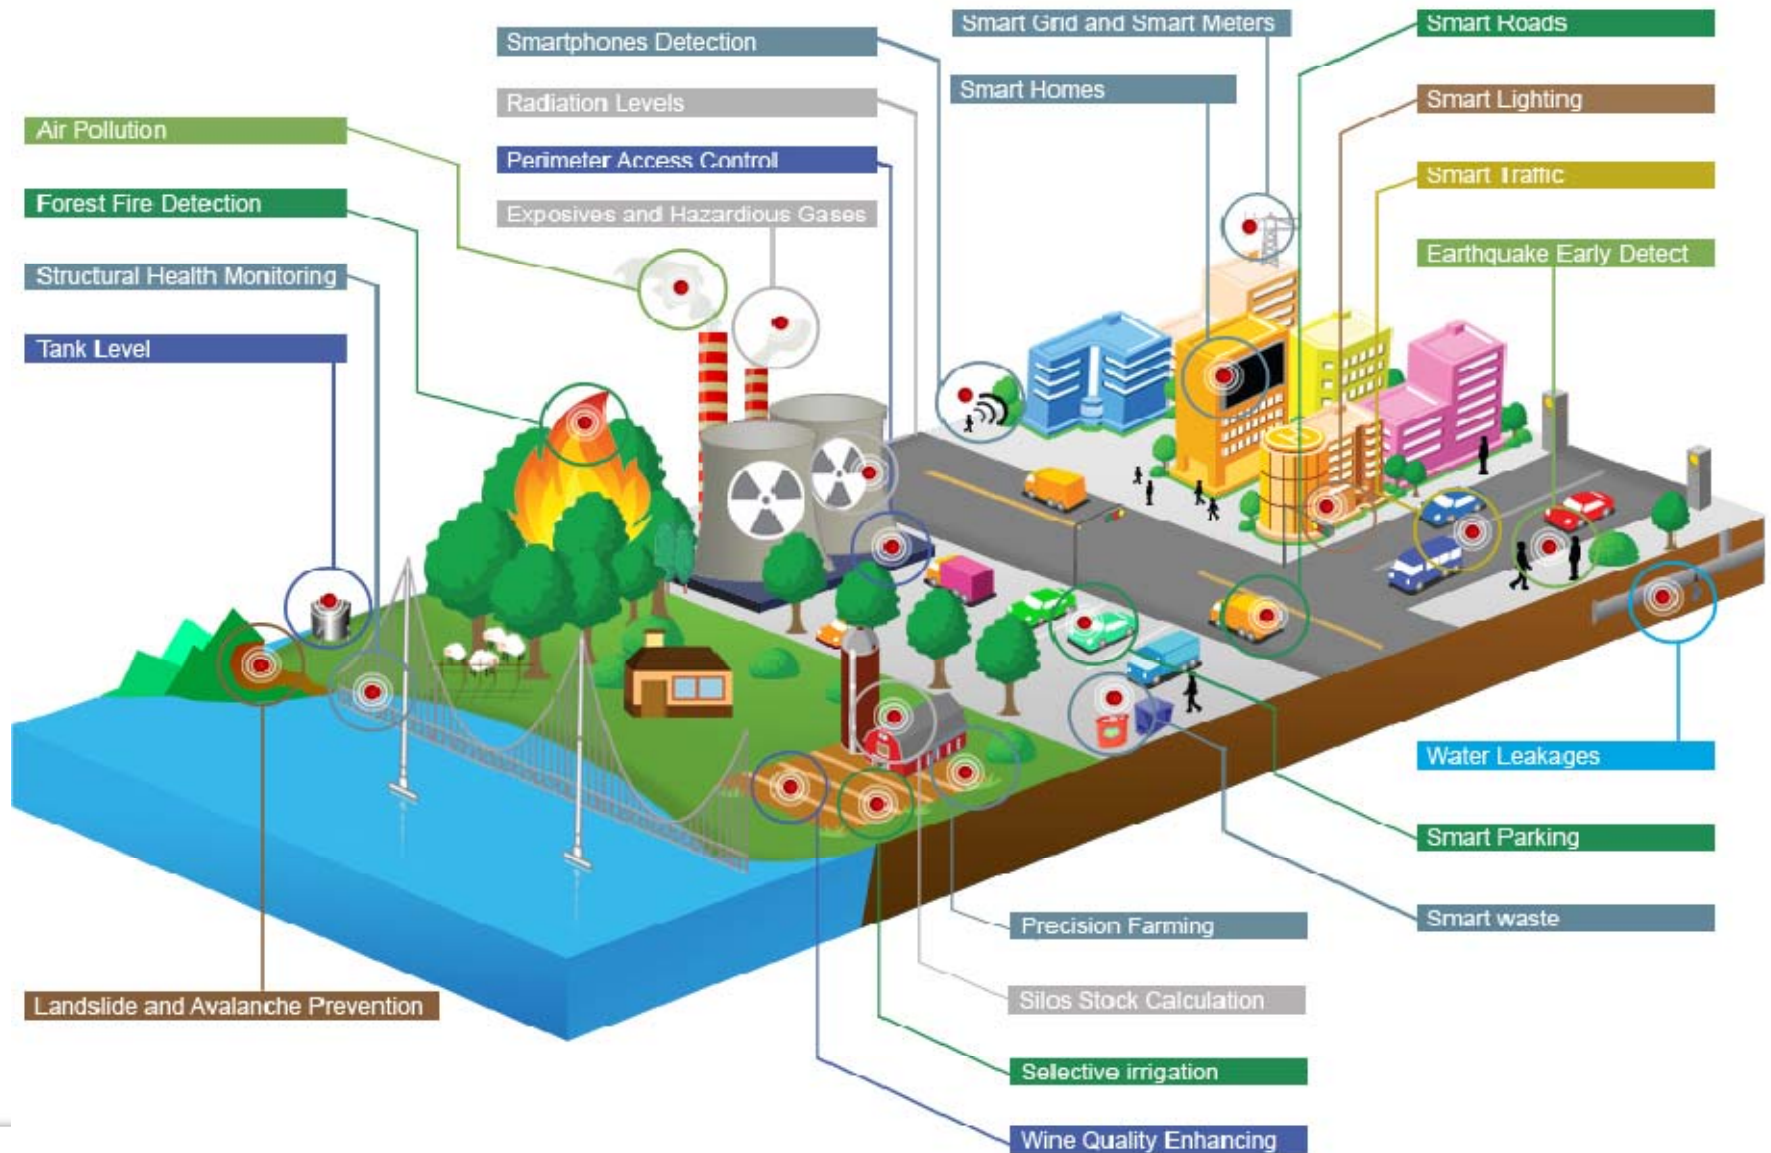 Smartphones Detection
Smart Grid and Smart Meters
Smart Roads
Radiation Levels
Smart Homes
Smart Lighting
Air Pollution
Perimeter Access Control
Smart Traffic
Forest Fire Detection
Exposives and Hazardious Gases
Earthquake Early Detect
Structural Health Monitoring
Tank Level
Water Leakages
Smart Parking
Smart waste
Precision Farming
Landslide and Avalanche Prevention
Silos Stock Calculation
Selective irrigation
Wine Quality Enhancing